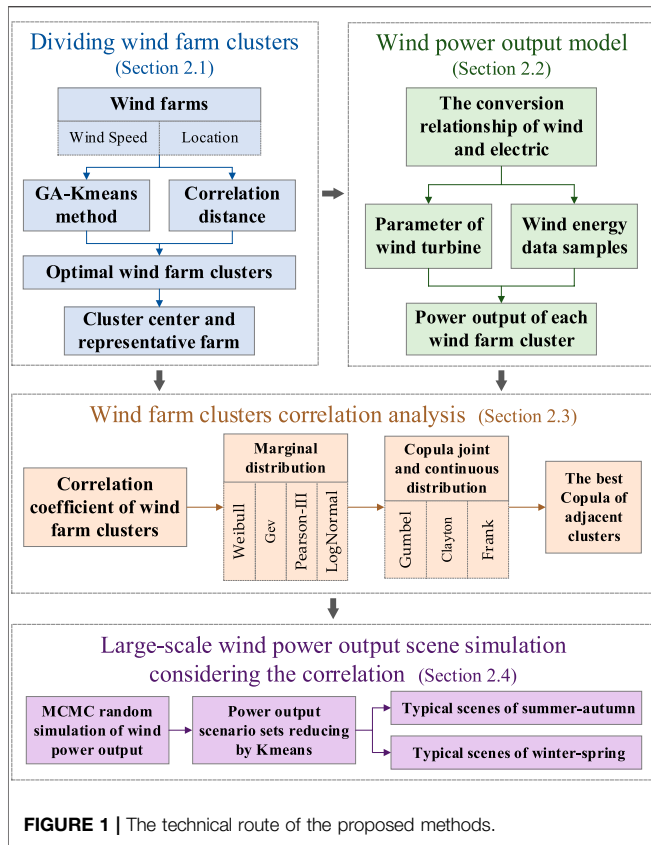 Dividing wind farm clusters
(Section 2.1)
Wind farms
Wind Speed
Location
GA-Kmeans
method
Correlation
distance
Optimal wind farm clusters
Cluster center and
representative farm
Wind power output model
(Section 2.2)
The conversion
relationship of wind
and electric
Parameter of
wind turbine
Wind energy
data samples
Power output of each
wind farm cluster
Wind farm clusters correlation analysis (Section 2.3)
Correlation
coefficient of wind
farm clusters
Marginal
distribution
Weibull
Gev
Pearson-III
LogNormal
Copula joint
and continuous
distribution
Gumbel
Clayton
Frank
The best
Copula of
adjacent
clusters
Large-scale wind power output scene simulation
considering the correlation (Section 2.4)
MCMC random
simulation of wind
power output
Power output
scenario sets reducing
by Kmeans
Typical scenes of summer-autumn
Typical scenes of winter-spring
FIGURE 1 | The technical route of the proposed methods.